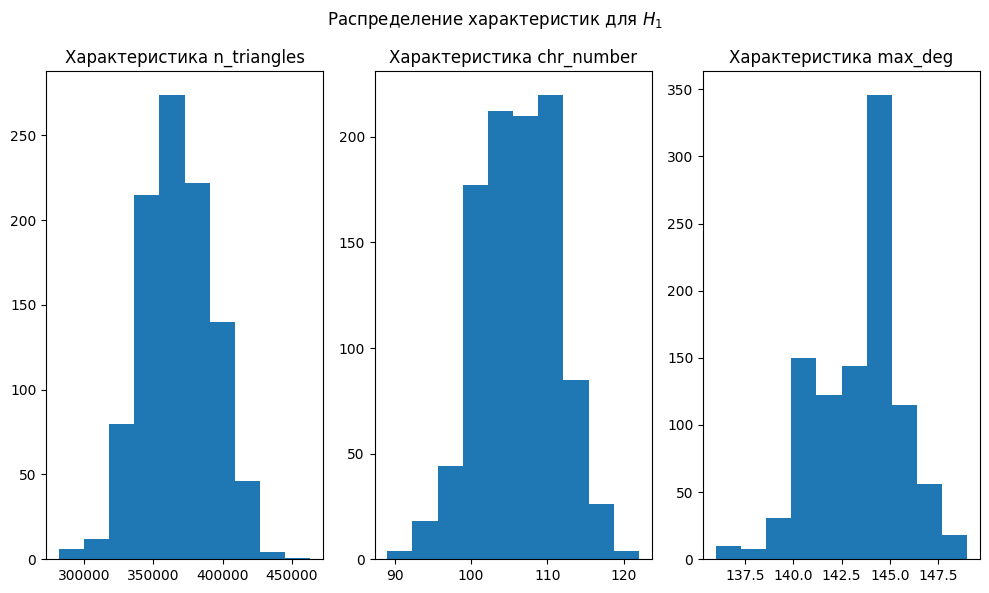 Распределение характеристик для H₁
Характеристика n_triangles
250
200
150
100
50
0
300000 350000 400000 450000
Характеристика chr_number
200
150
100
50
0
90 100 110 120
Характеристика max_deg
350
300
250
200
150
100
50
0
137.5 140.0 142.5 145.0 147.5